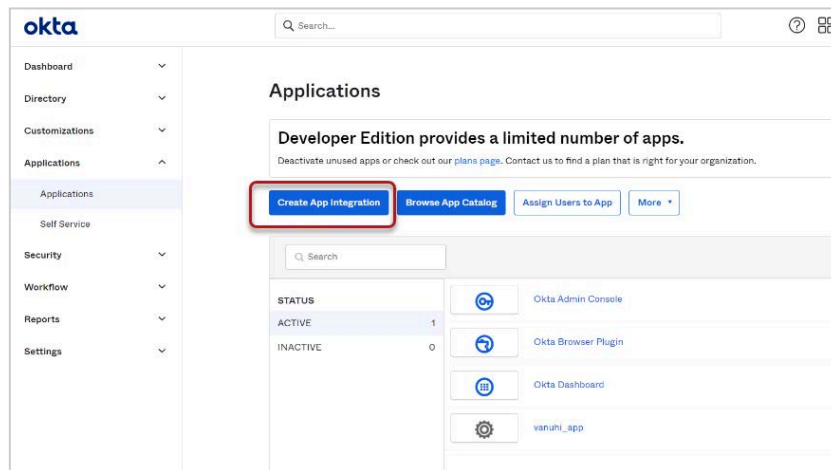 okta
Search...
Dashboard
Directory
Customizations
Applications
Applications
Self Service
Security
Workflow
Reports
Settings
Applications
Developer Edition provides a limited number of apps.
Deactivate unused apps or check out our plans page. Contact us to find a plan that is right for your organization.
Create App Integration Browse App Catalog Assign Users to App More
Search
STATUS
ACTIVE 1
INACTIVE 0
Okta Admin Console
Okta Browser Plugin
Okta Dashboard
vanuhi_app